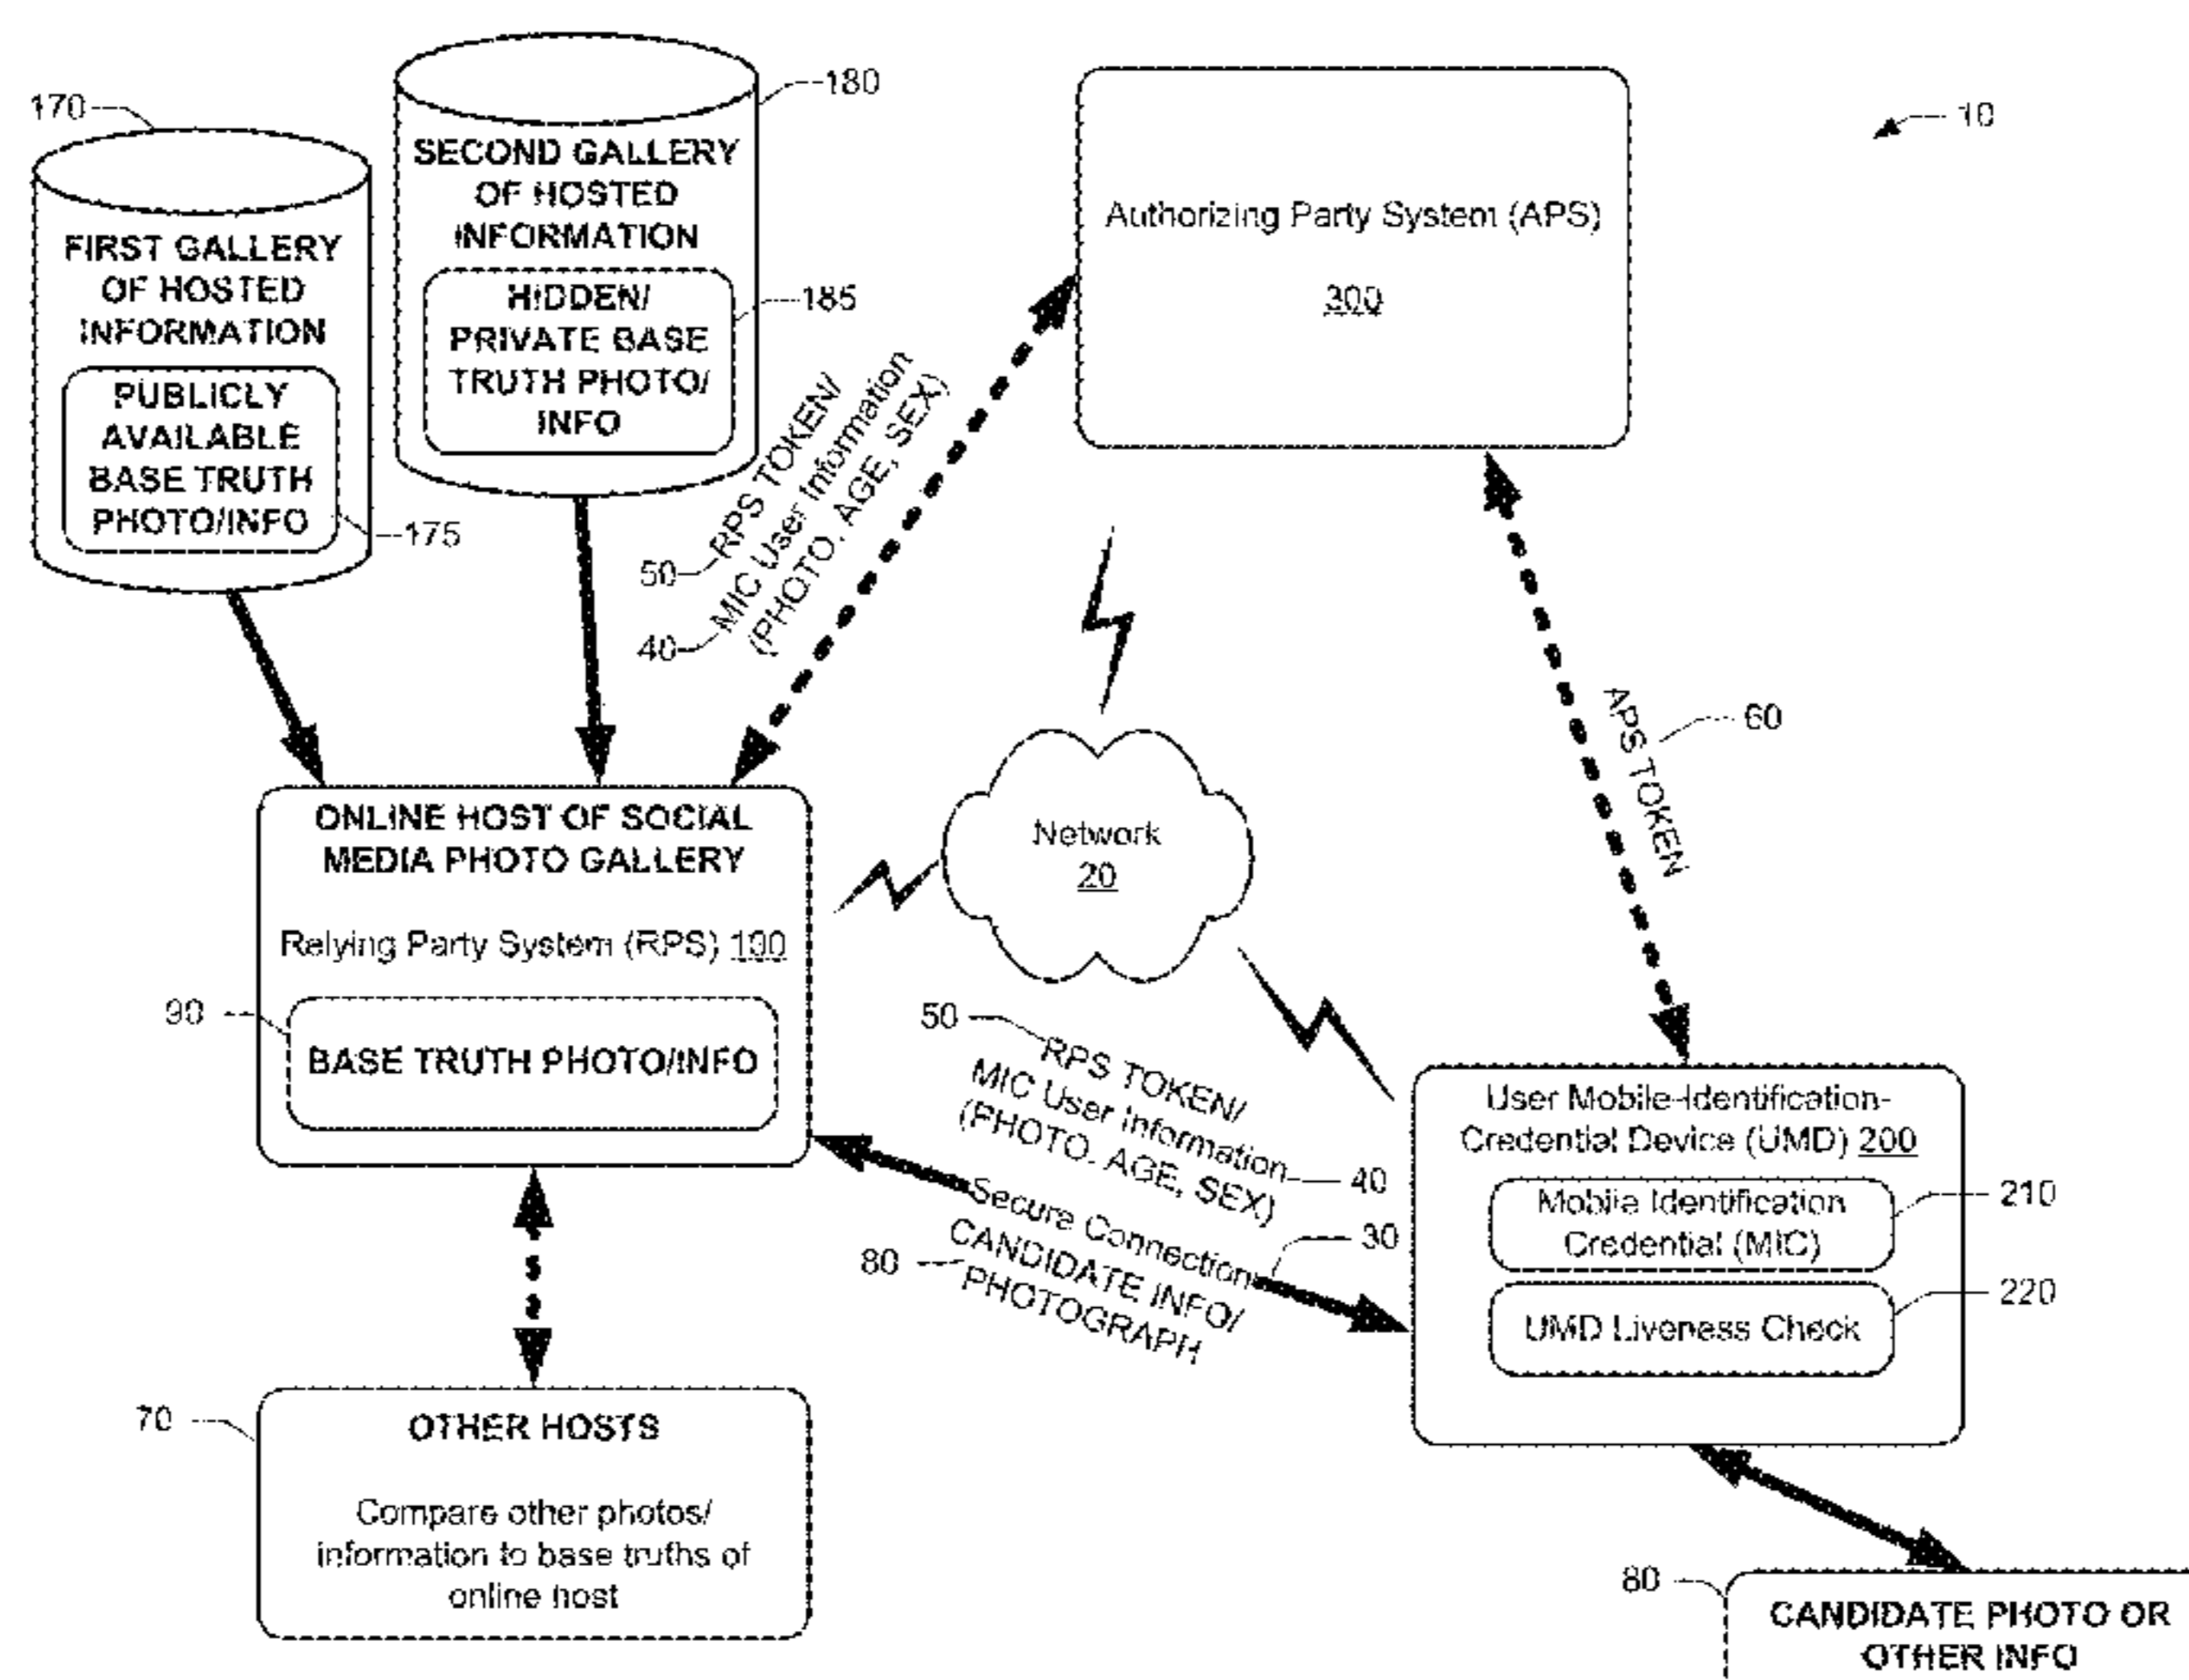 170
180
10
SECOND GALLERY
OF HOSTED
INFORMATION
HIDDEN/
PRIVATE BASE
TRUTH PHOTO/
INFO
185
FIRST GALLERY
OF HOSTED
INFORMATION
PUBLICLY
AVAILABLE
BASE TRUTH
PHOTO/INFO
175
Authorizing Party System (APS)
300
50
RPS TOKEN/
40
MIC User Information
(PHOTO, AGE, SEX)
60
APS TOKEN
ONLINE HOST OF SOCIAL
MEDIA PHOTO GALLERY
Relying Party System (RPS) 100
90
BASE TRUTH PHOTO/INFO
Network
20
50
RPS TOKEN/
MIC User Information
40
(PHOTO, AGE, SEX)
Secure Connection
30
80
CANDIDATE INFO/
PHOTOGRAPH
User Mobile-Identification-
Credential Device (UMD) 200
Mobile Identification
Credential (MIC)
210
UMD Liveness Check
220
70
OTHER HOSTS
Compare other photos/
information to base truths of
online host
80
CANDIDATE PHOTO OR
OTHER INFO